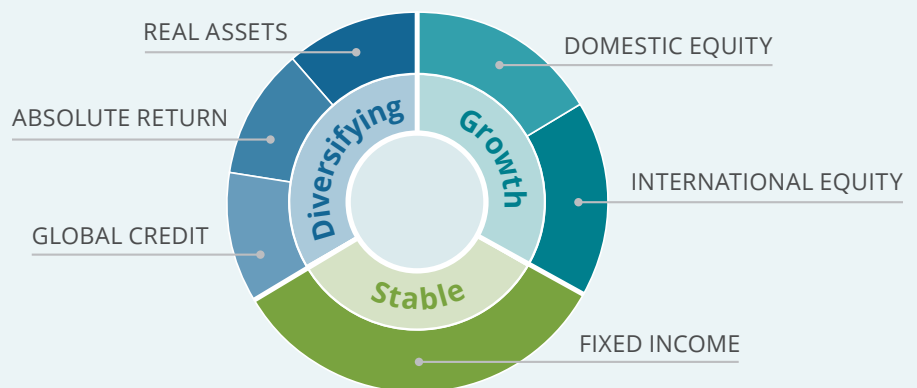 REAL ASSETS
DOMESTIC EQUITY
ABSOLUTE RETURN
Diversifying
Growth
INTERNATIONAL EQUITY
GLOBAL CREDIT
Stable
FIXED INCOME